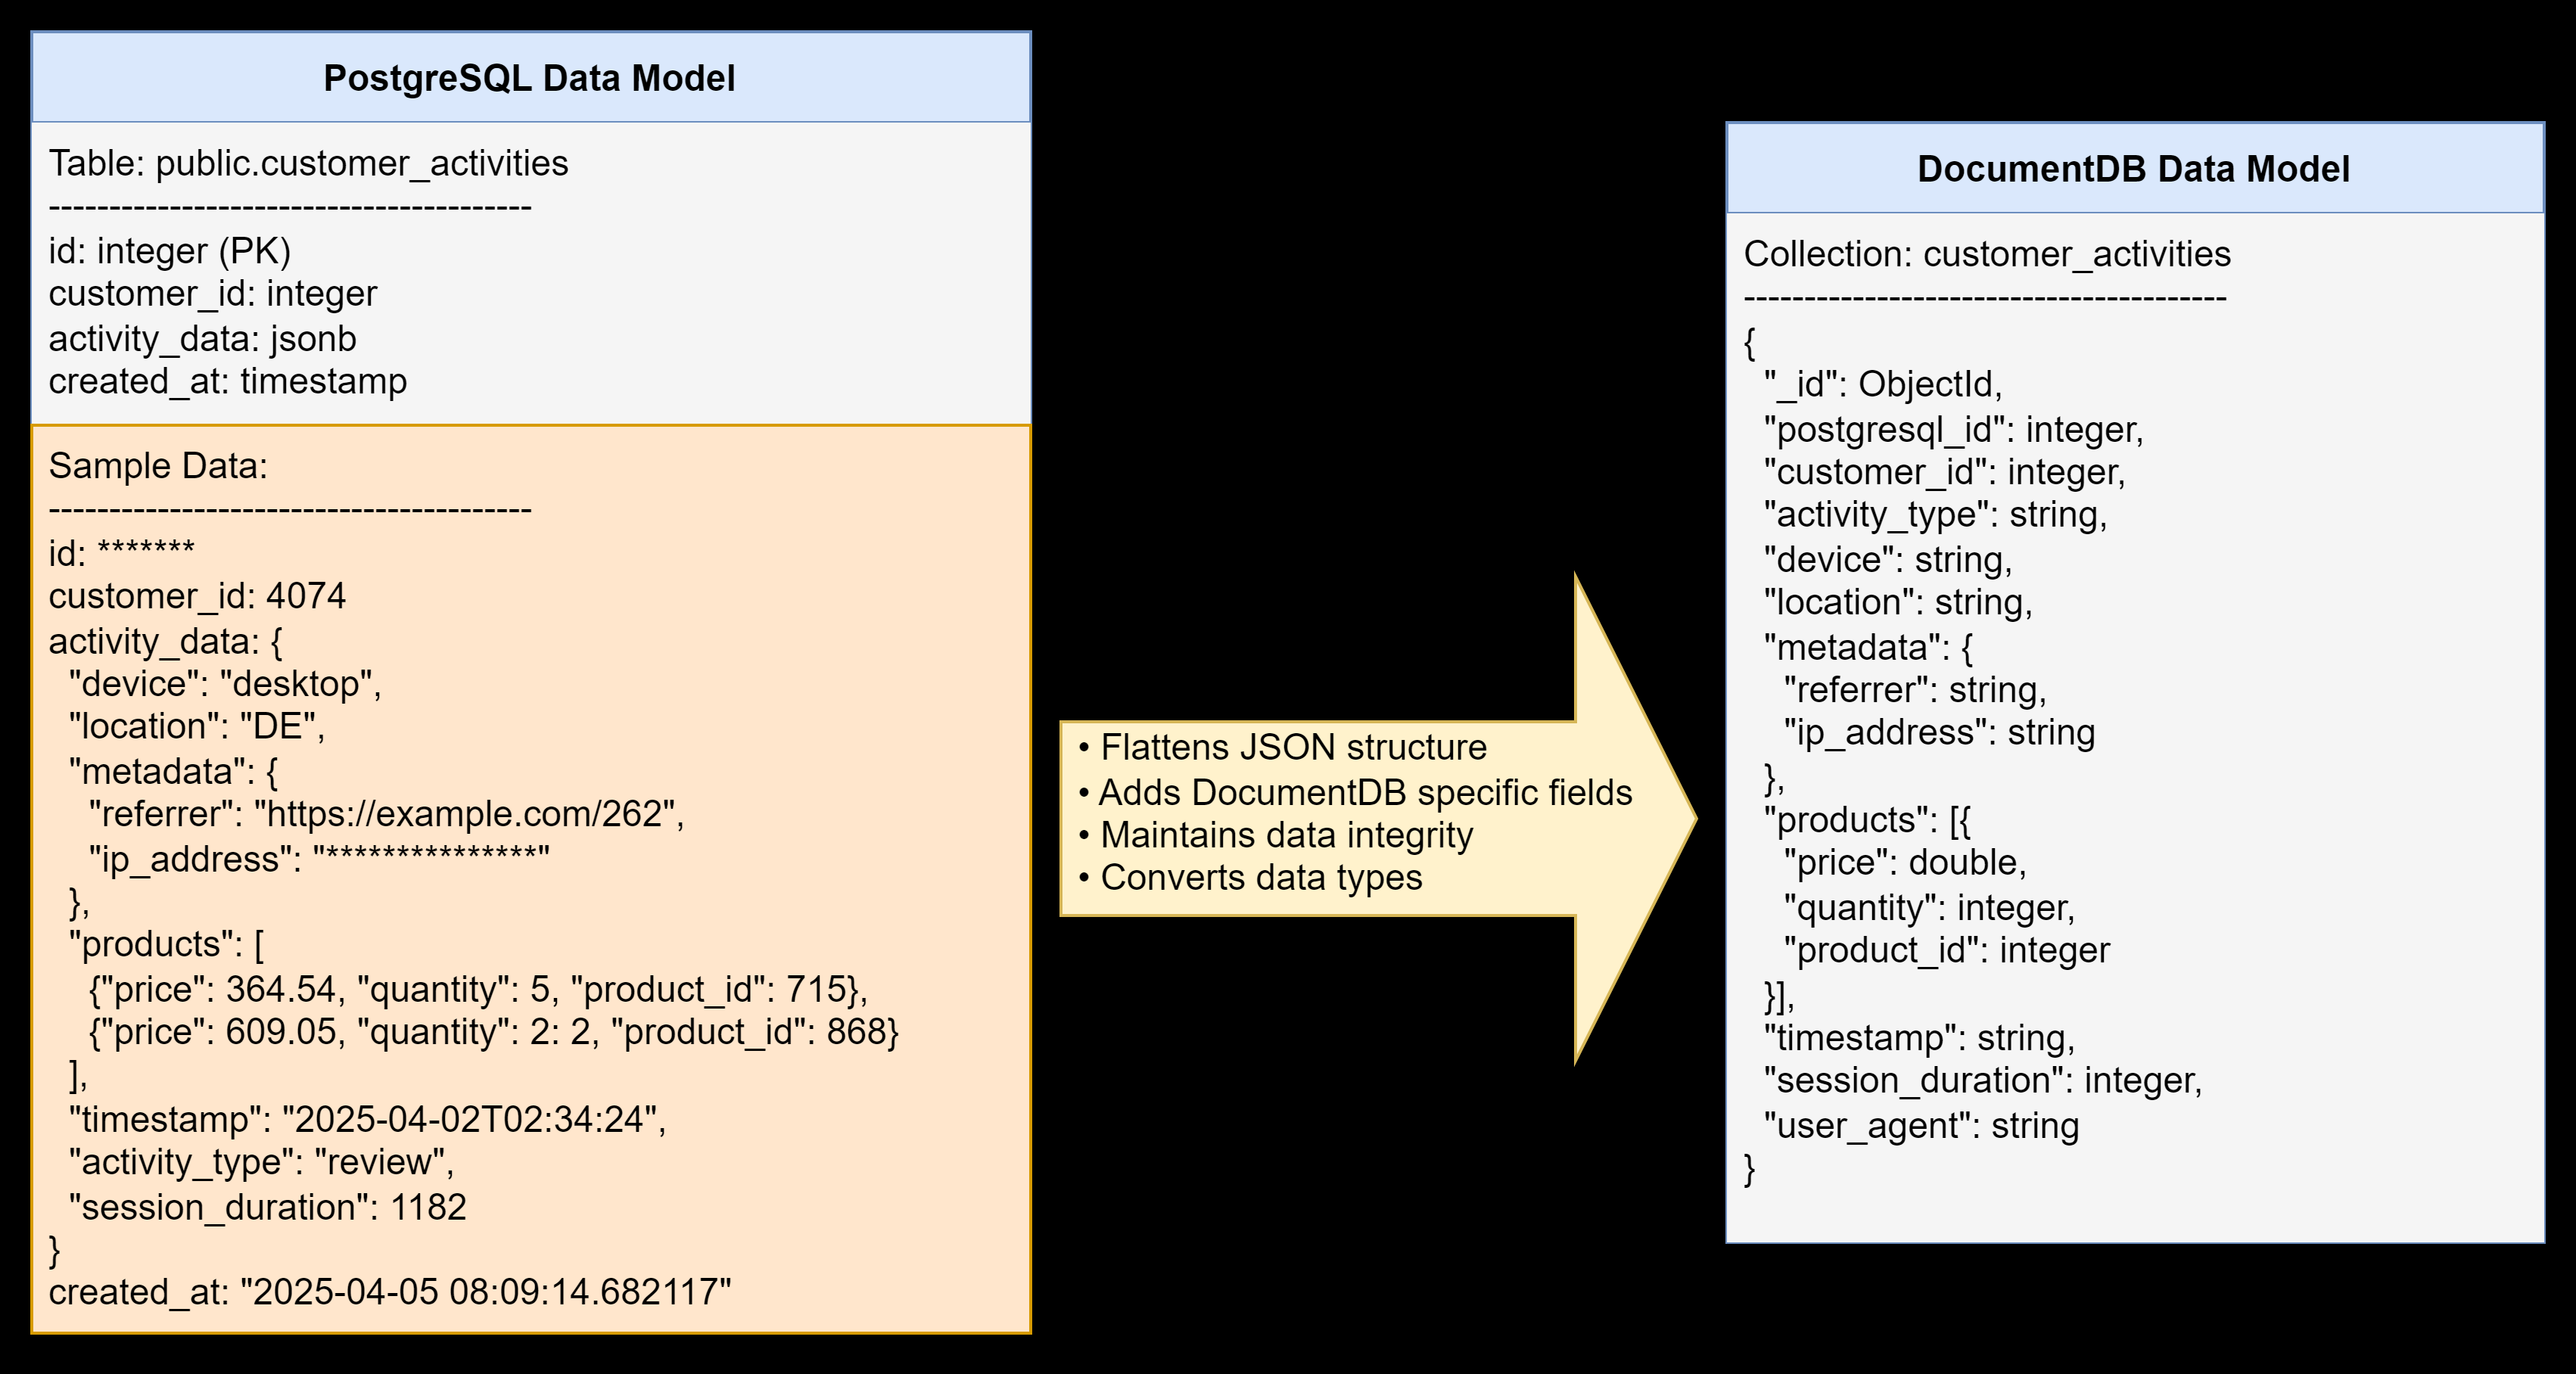 PostgreSQL Data Model
Table: public.customer_activities
----------------------------------------
id: integer (PK)
customer_id: integer
activity_data: jsonb
created_at: timestamp
Sample Data:
----------------------------------------
id: *******
customer_id: 4074
activity_data: {
  "device": "desktop",
  "location": "DE",
  "metadata": {
    "referrer": "https://example.com/262",
    "ip_address": "***************"
  },
  "products": [
    {"price": 364.54, "quantity": 5, "product_id": 715},
    {"price": 609.05, "quantity": 2: 2, "product_id": 868}
  ],
  "timestamp": "2025-04-02T02:34:24",
  "activity_type": "review",
  "session_duration": 1182
}
created_at: "2025-04-05 08:09:14.682117"
• Flattens JSON structure
• Adds DocumentDB specific fields
• Maintains data integrity
• Converts data types
DocumentDB Data Model
Collection: customer_activities
----------------------------------------
{
  "_id": ObjectId,
  "postgresql_id": integer,
  "customer_id": integer,
  "activity_type": string,
  "device": string,
  "location": string,
  "metadata": {
    "referrer": string,
    "ip_address": string
  },
  "products": [{
    "price": double,
    "quantity": integer,
    "product_id": integer
  }],
  "timestamp": string,
  "session_duration": integer,
  "user_agent": string
}